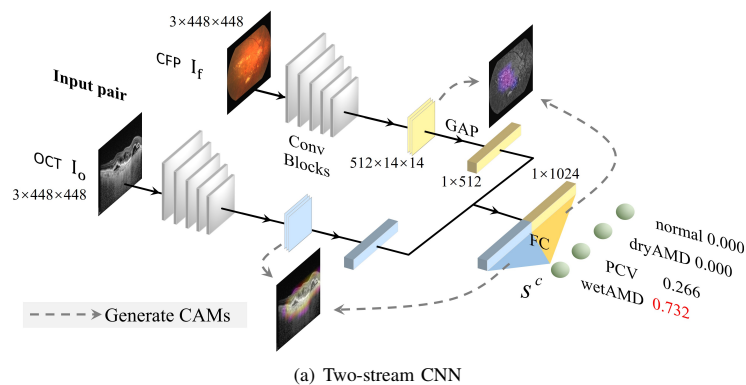 3×448×448
CFP I_f
Input pair
OCT I_o
3×448×448
Conv
Blocks
512×14×14
GAP
1×512
1×1024
FC
S^c
normal 0.000
dryAMD 0.000
PCV 0.266
wetAMD 0.732
Generate CAMs
(a) Two-stream CNN